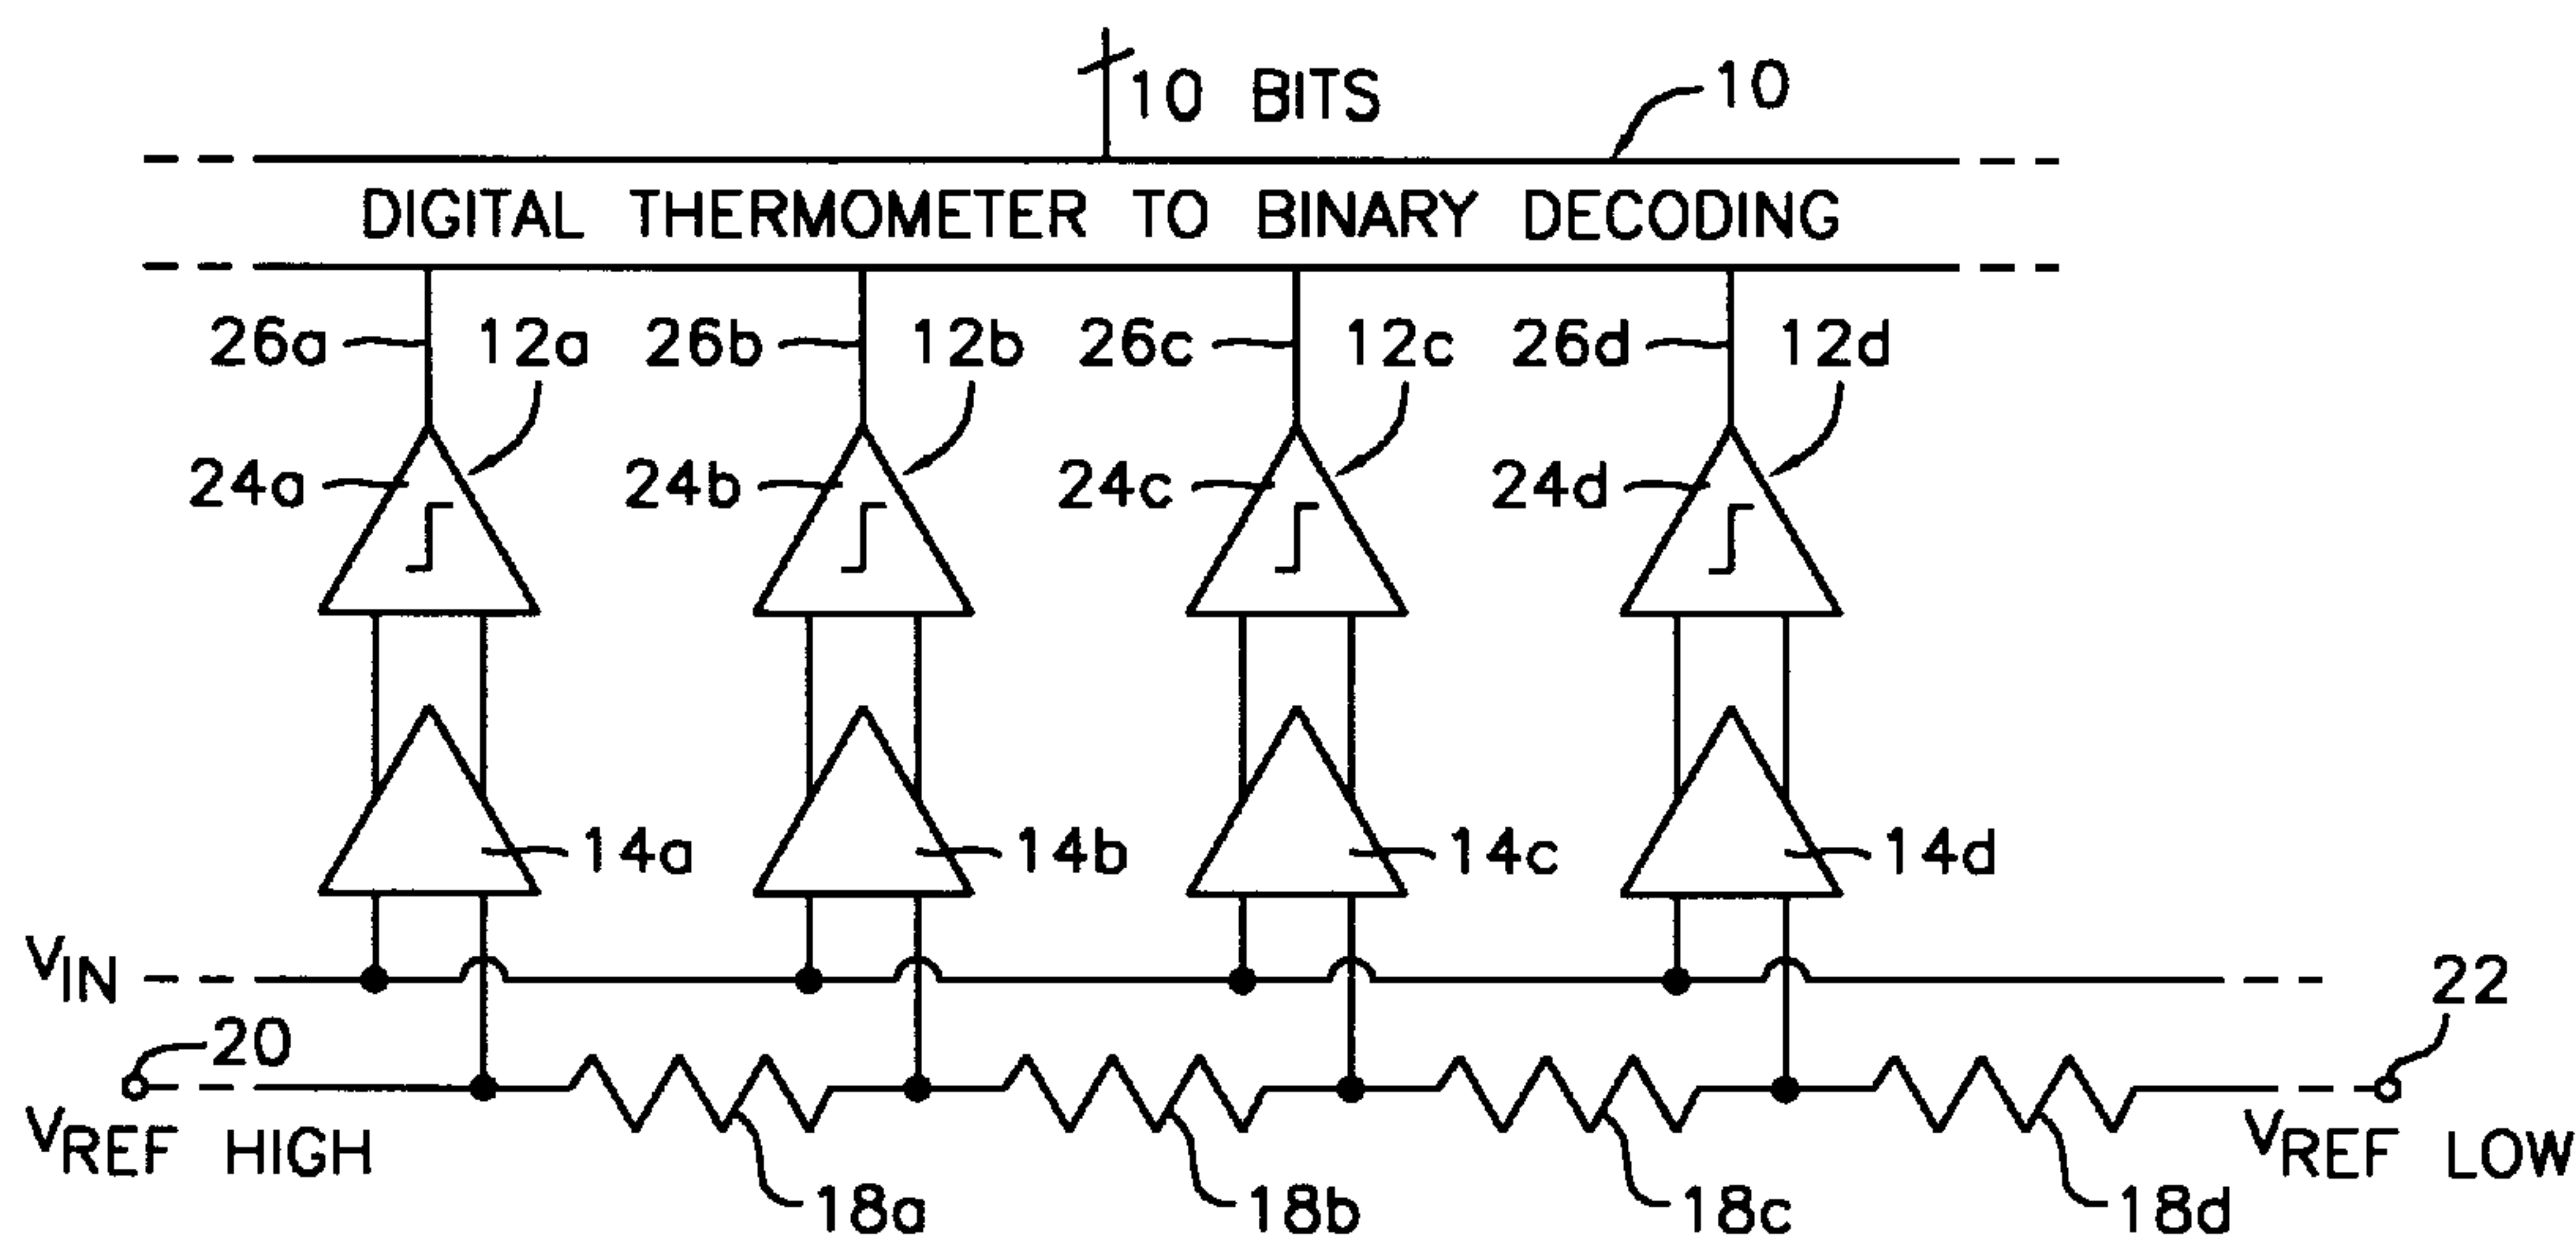 10 BITS
10
DIGITAL THERMOMETER TO BINARY DECODING
26a 12a 26b 12b 26c 12c 26d 12d
24a 24b 24c 24d
14a 14b 14c 14d
VIN
22
20
VREF HIGH
VREF LOW
18a 18b 18c 18d